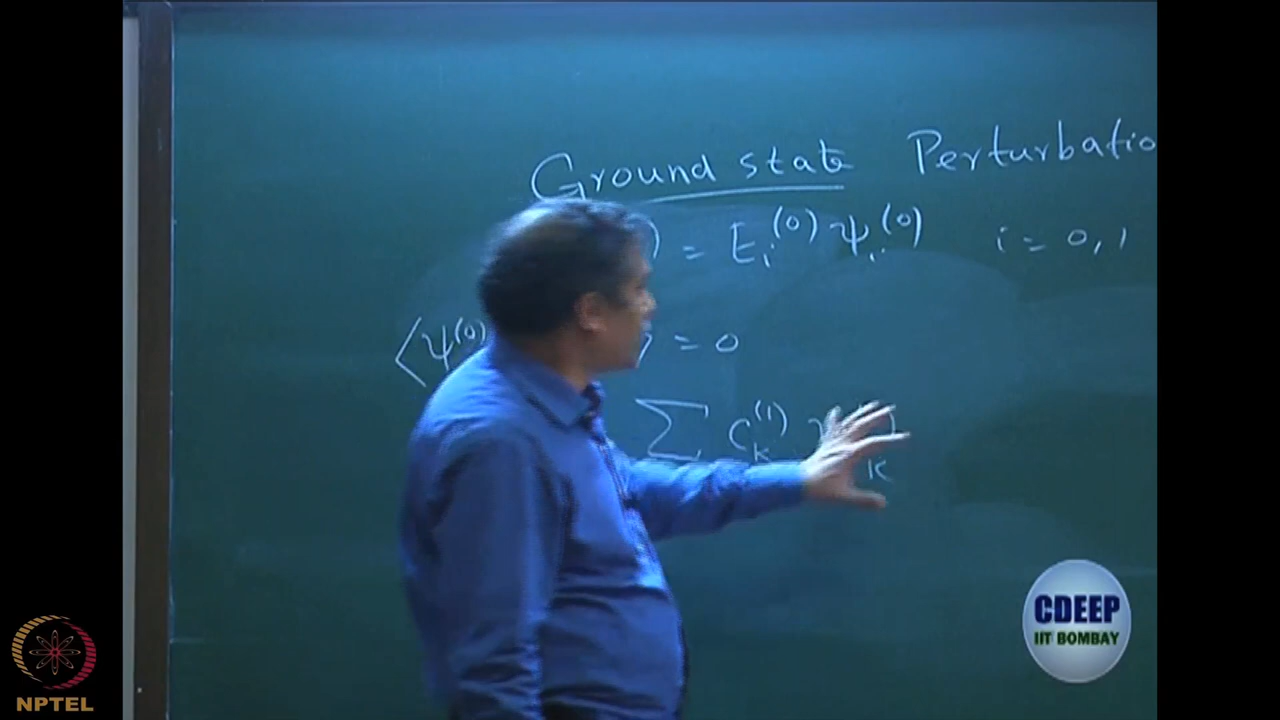 Ground state Perturbatio
) = E_i^(0) ψ_i^(0) i = 0, 1
⟨ψ^(0) ⟩ = 0
∑ C_k^(1)
k
CDEEP
IIT BOMBAY
NPTEL